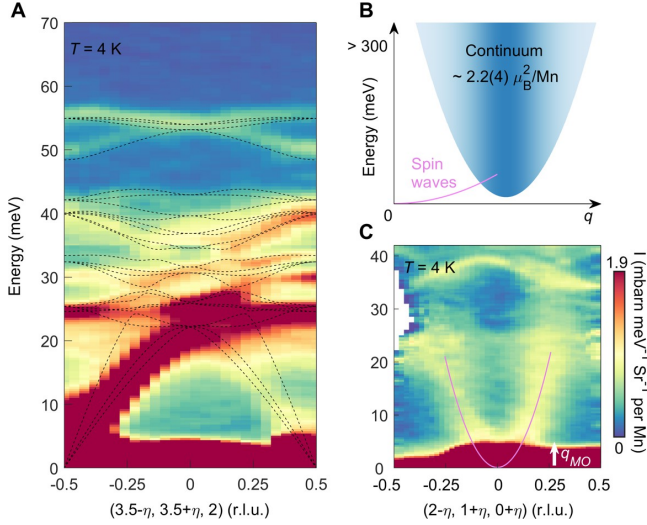 A
T = 4 K
70
60
50
40
30
20
10
0
Energy (meV)
-0.5
-0.25
0
0.25
0.5
(3.5-η, 3.5+η, 2) (r.l.u.)
B
Continuum
~ 2.2(4) μ_B^2/Mn
> 300
Energy (meV)
Spin
waves
0
q
C
T = 4 K
40
30
20
10
0
Energy (meV)
q_MO
-0.5
-0.25
0
0.25
0.5
(2-η, 1+η, 0+η) (r.l.u.)
1.9
0
I (mbarn meV⁻¹ Sr⁻¹ per Mn)